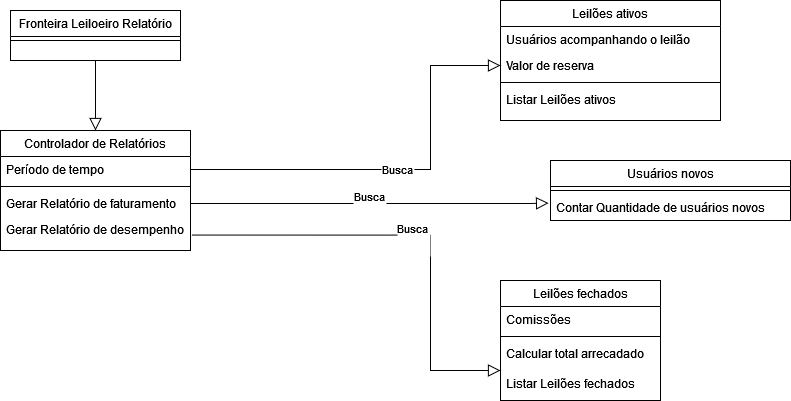 Fronteira Leiloeiro Relatório
Controlador de Relatórios
Período de tempo
Gerar Relatório de faturamento
Gerar Relatório de desempenho
Busca
Busca
Busca
Leilões ativos
Usuários acompanhando o leilão
Valor de reserva
Listar Leilões ativos
Usuários novos
Contar Quantidade de usuários novos
Leilões fechados
Comissões
Calcular total arrecadado
Listar Leilões fechados